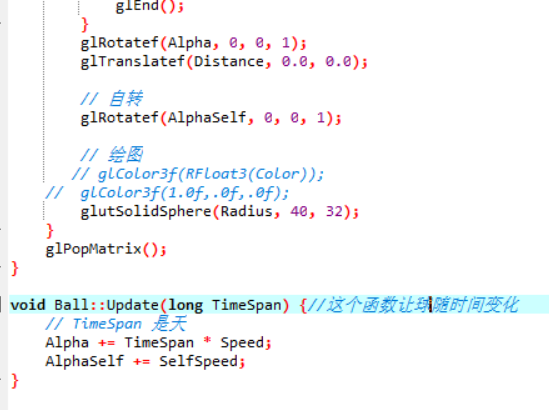 glEnd();
}
glRotatef(Alpha, 0, 0, 1);
glTranslatef(Distance, 0.0, 0.0);
// 自转
glRotatef(AlphaSelf, 0, 0, 1);
// 绘图
// glColor3f(RFloat3(Color));
// glColor3f(1.0f,.0f,.0f);
glutSolidSphere(Radius, 40, 32);
}
glPopMatrix();
}
void Ball::Update(long TimeSpan) {//这个函数让球随时间变化
// TimeSpan 是天
Alpha += TimeSpan * Speed;
AlphaSelf += SelfSpeed;
}